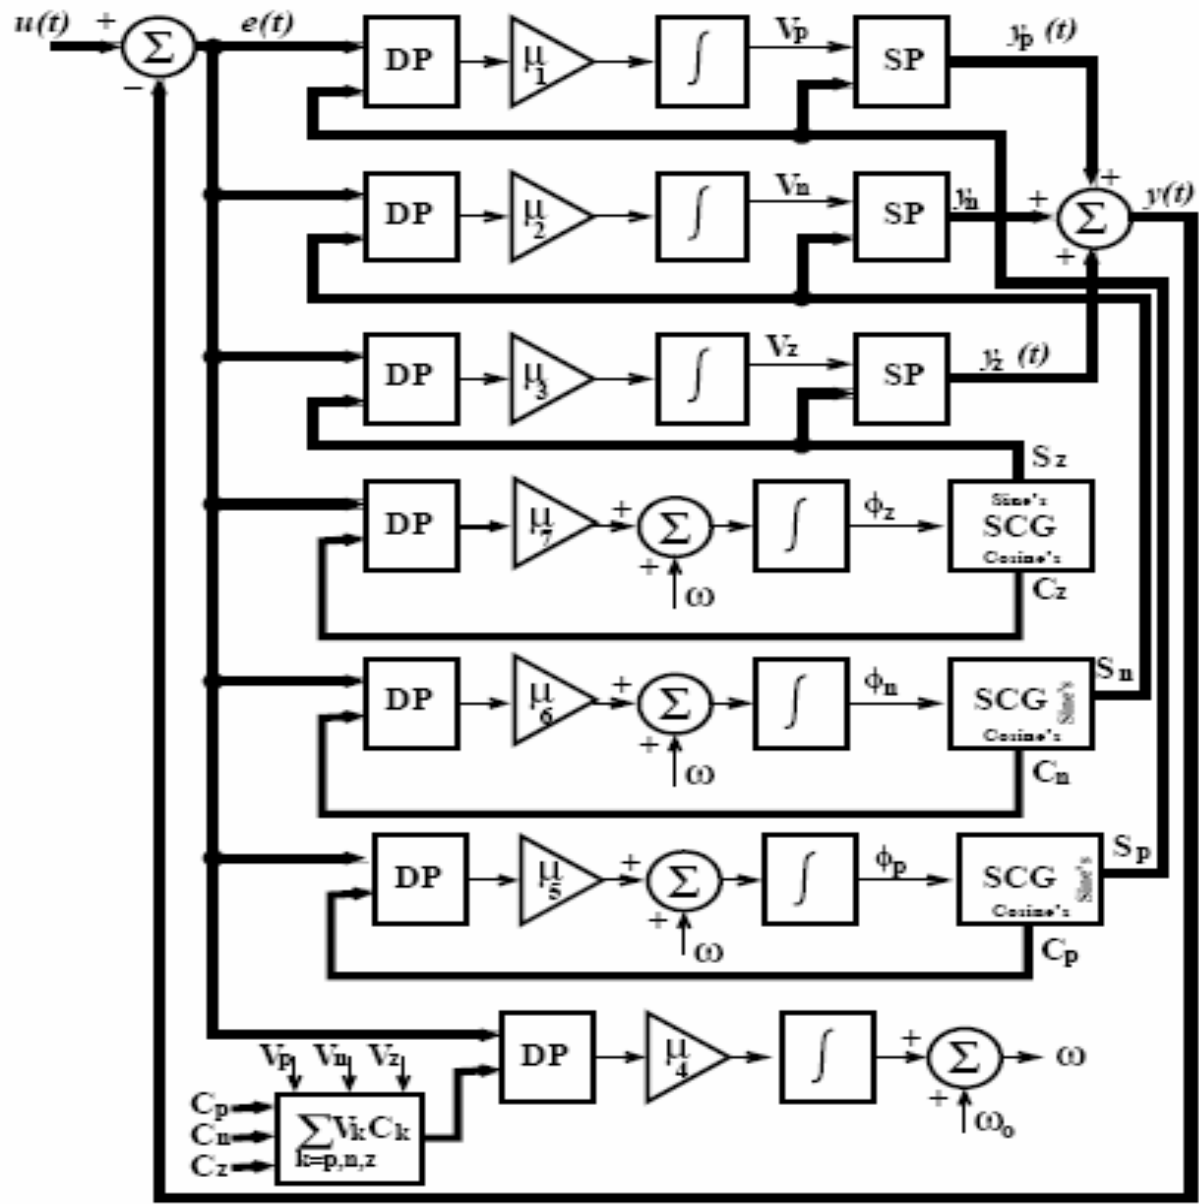 u(t) + Σ e(t) DP μ1 ∫ Vp SP yp (t)
−
+
DP μ2 ∫ Vn SP yn + Σ y(t)
+
DP μ3 ∫ Vz SP yz (t)
Sz
DP μ7 + Σ ∫ ϕz Sine's SCG Cosine's
+ ω
Cz
DP μ6 + Σ ∫ ϕn SCG Sine's Cosine's Sn
+ ω
Cn
DP μ5 + Σ ∫ ϕp SCG Sine's Cosine's Sp
+ ω
Cp
DP μ4 ∫ + Σ ω
+ ωo
Vp Vn Vz
Cp
Cn
Cz
∑VkCk
k=p,n,z